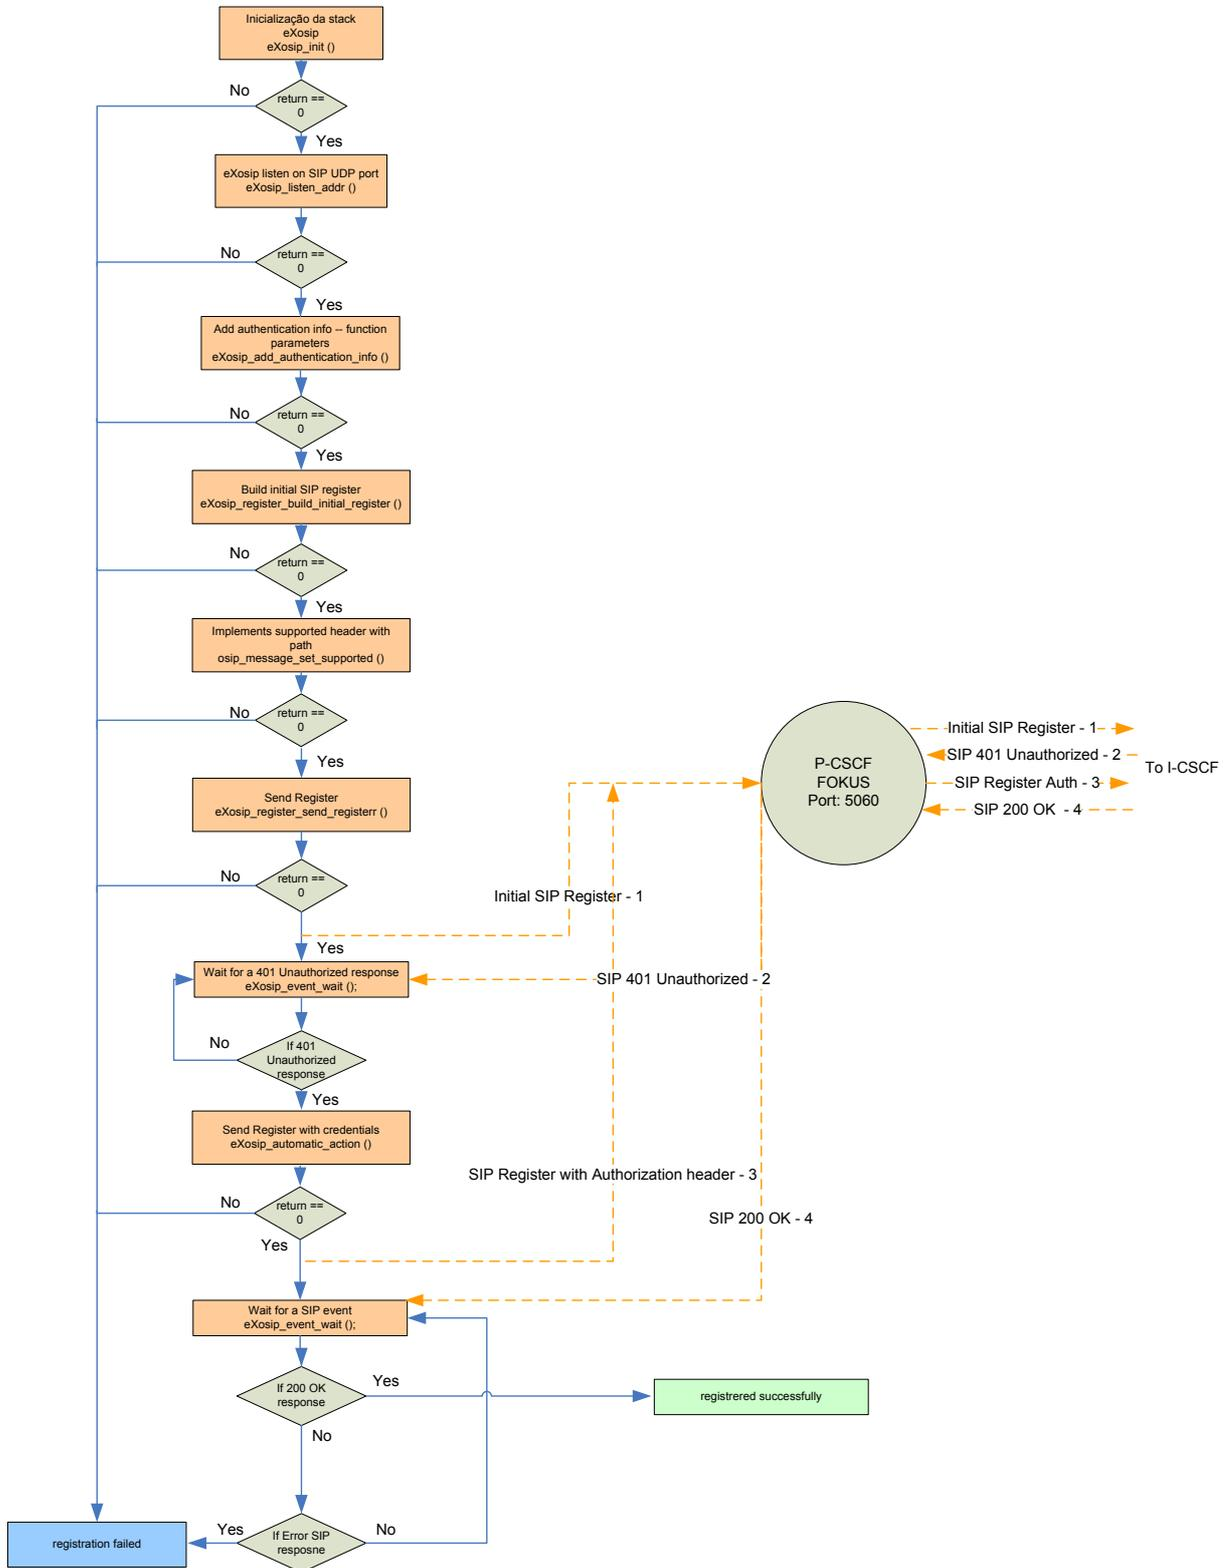 Inicialização da stack
eXosip
eXosip_init ()
No
return ==
0
Yes
eXosip listen on SIP UDP port
eXosip_listen_addr ()
No
return ==
0
Yes
Add authentication info -- function
parameters
eXosip_add_authentication_info ()
No
return ==
0
Yes
Build initial SIP register
eXosip_register_build_initial_register ()
No
return ==
0
Yes
Implements supported header with
path
osip_message_set_supported ()
No
return ==
0
Yes
Send Register
eXosip_register_send_registerr ()
No
return ==
0
Yes
P-CSCF
FOKUS
Port: 5060
Initial SIP Register - 1
SIP 401 Unauthorized - 2
To I-CSCF
SIP Register Auth - 3
SIP 200 OK  - 4
Initial SIP Register - 1
Wait for a 401 Unauthorized response
eXosip_event_wait ();
SIP 401 Unauthorized - 2
No
If 401
Unauthorized
response
Yes
Send Register with credentials
eXosip_automatic_action ()
SIP Register with Authorization header - 3
No
return ==
0
Yes
SIP 200 OK - 4
Wait for a SIP event
eXosip_event_wait ();
If 200 OK
response
Yes
registrered successfully
No
If Error SIP
resposne
Yes
No
registration failed